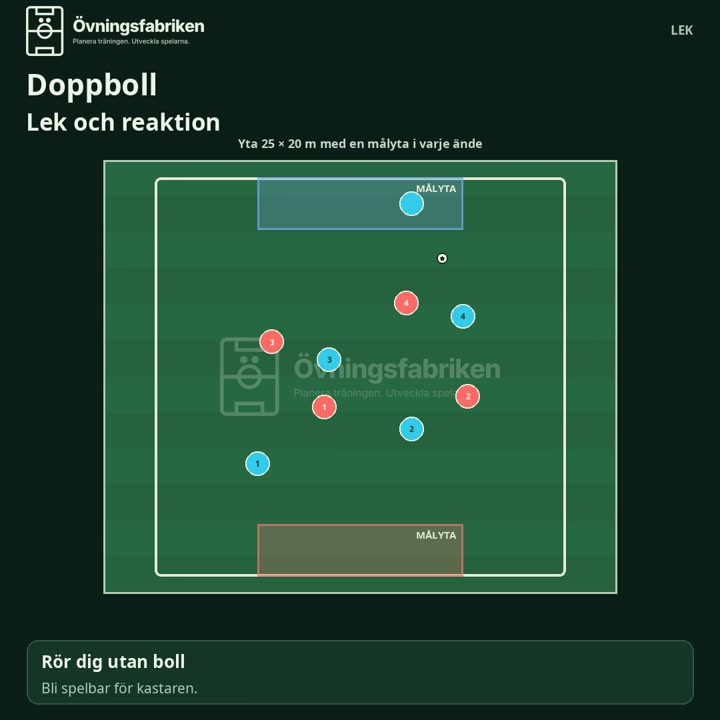 Övningsfabriken
Planera träningen. Utveckla spelarna.
LEK
Doppboll
Lek och reaktion
Yta 25 × 20 m med en målyta i varje ände
MÅLYTA
4
4
3
3
Övningsfabriken
Planera träningen. Utveckla spelarna.
2
1
2
1
MÅLYTA
Rör dig utan boll
Bli spelbar för kastaren.